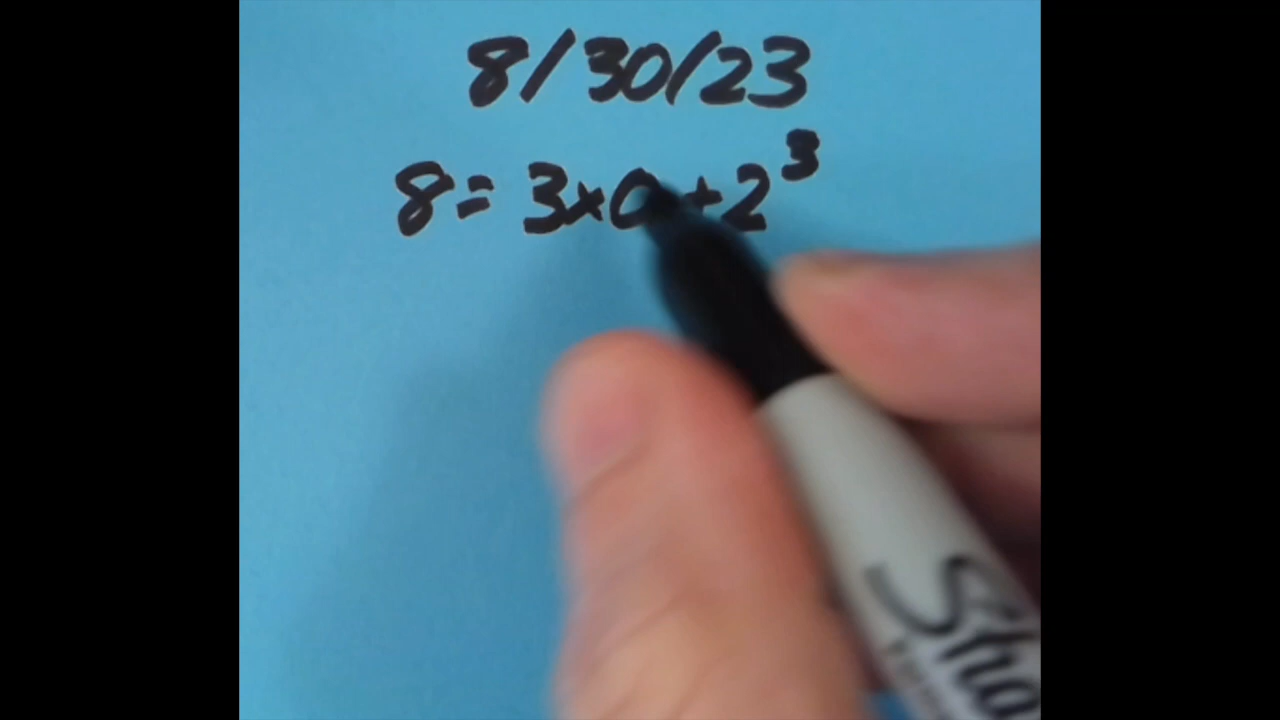 8/30/23
8 = 3×0 + 2³